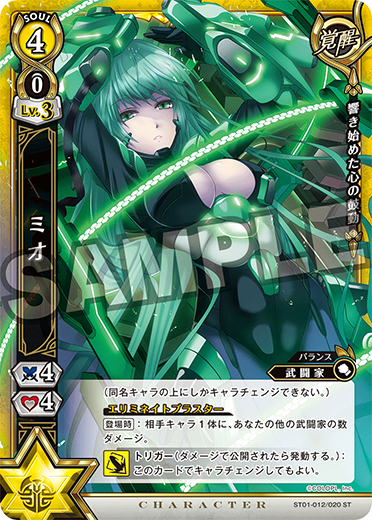 SOUL
4
0
Lv.3
覚醒
響き始めた心の鼓動
ミオ
SAMPLE
4
4
バランス
武闘家
(同名キャラの上にしかキャラチェンジできない。)
エリミネイトブラスター
登場時：相手キャラ1体に、あなたの他の武闘家の数
ダメージ。
トリガー(ダメージで公開されたら発動する。)：
このカードでキャラチェンジしてもよい。
©COLOPL, Inc.
CHARACTER
ST01-012/020 ST